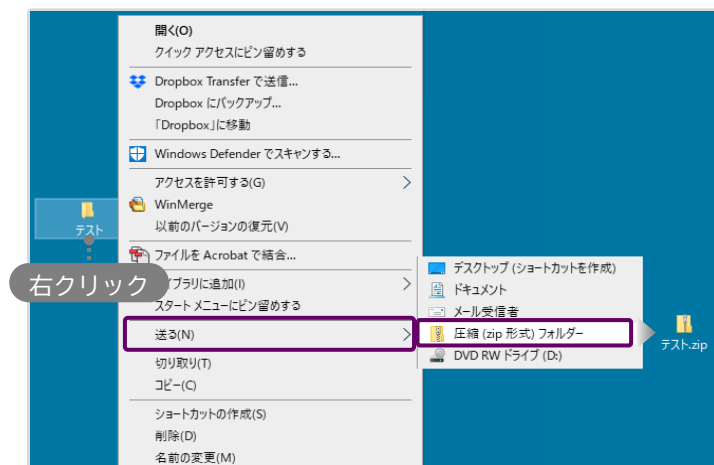 開く(O)
クイック アクセスにピン留めする
Dropbox Transfer で送信...
Dropbox にバックアップ...
「Dropbox」に移動
Windows Defender でスキャンする...
アクセスを許可する(G)
WinMerge
以前のバージョンの復元(V)
テスト
ファイルを Acrobat で結合...
右クリック
イブラリに追加(I)
スタート メニューにピン留めする
送る(N)
切り取り(T)
コピー(C)
ショートカットの作成(S)
削除(D)
名前の変更(M)
デスクトップ (ショートカットを作成)
ドキュメント
メール受信者
圧縮 (zip 形式) フォルダー
DVD RW ドライブ (D:)
テスト.zip